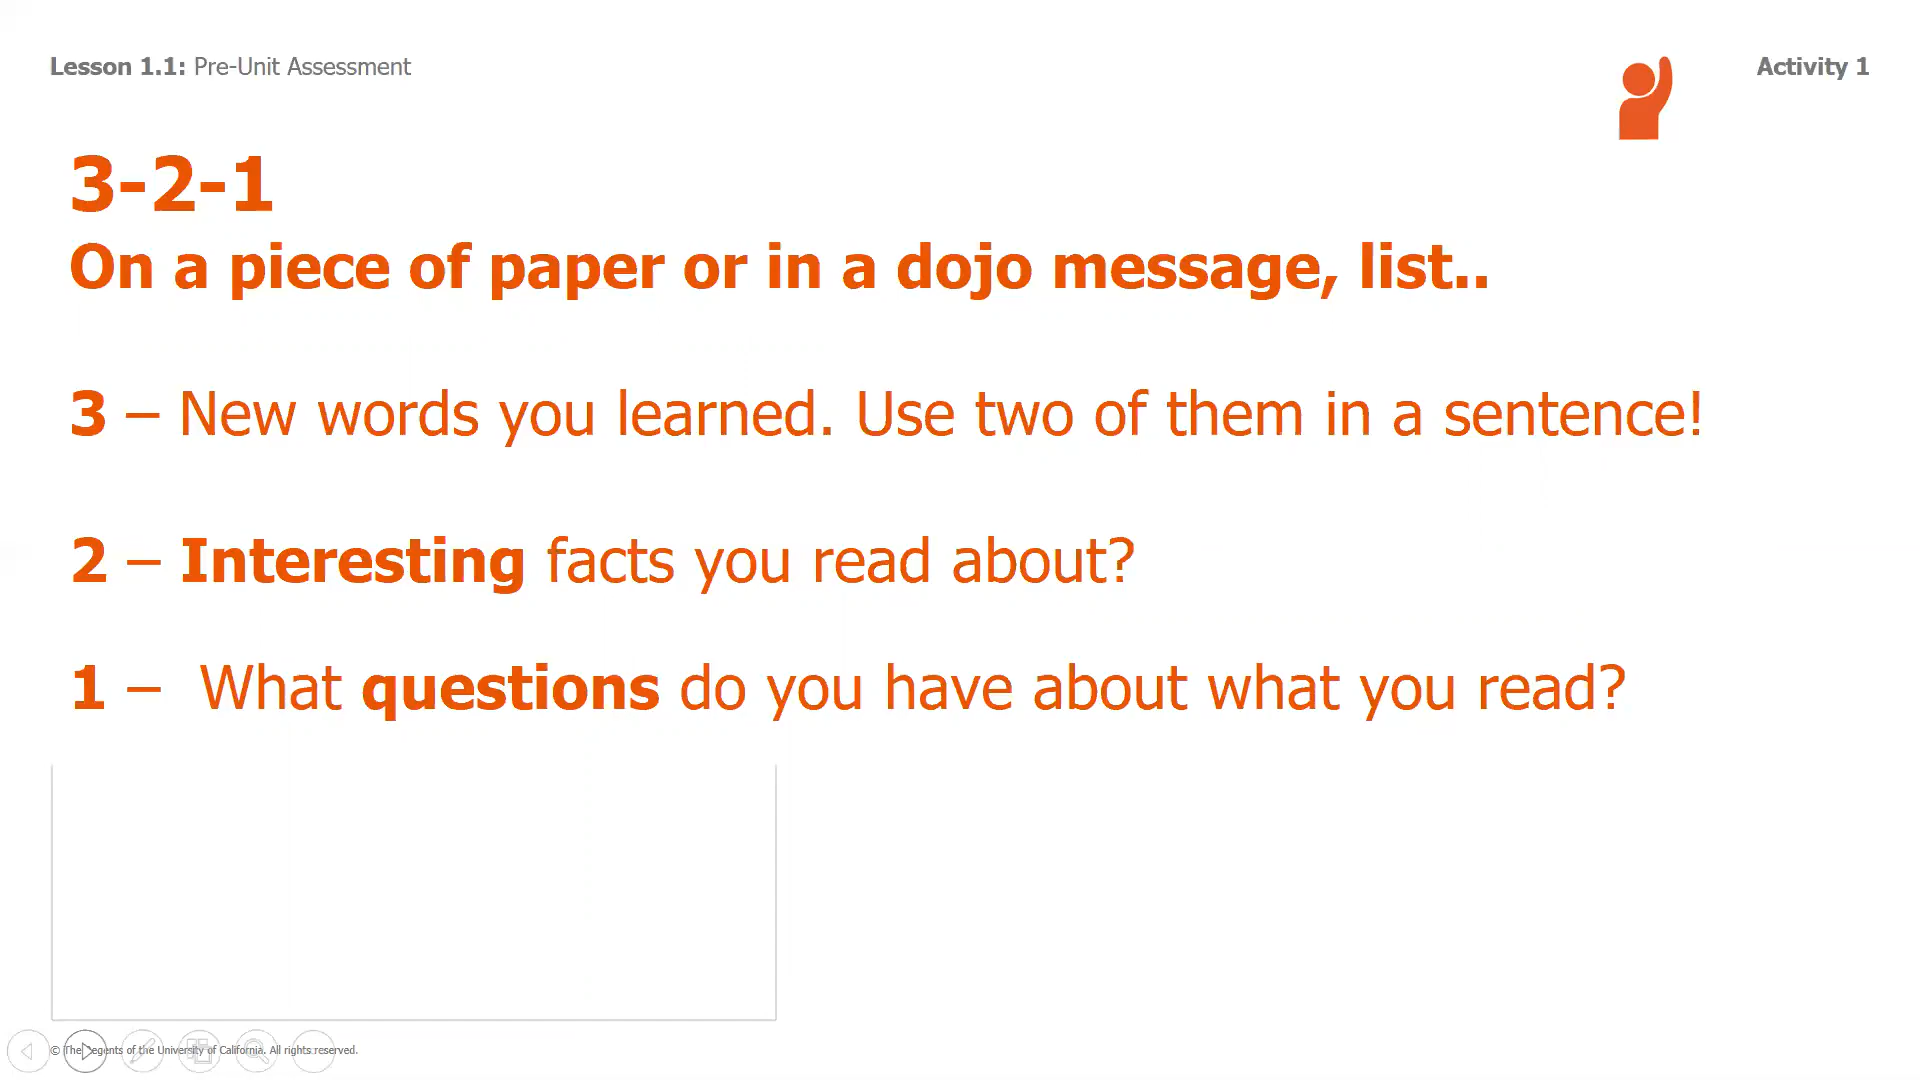 Lesson 1.1: Pre-Unit Assessment
Activity 1
3-2-1
On a piece of paper or in a dojo message, list..
3 – New words you learned. Use two of them in a sentence!
2 – Interesting facts you read about?
1 – What questions do you have about what you read?
© The Regents of the University of California. All rights reserved.